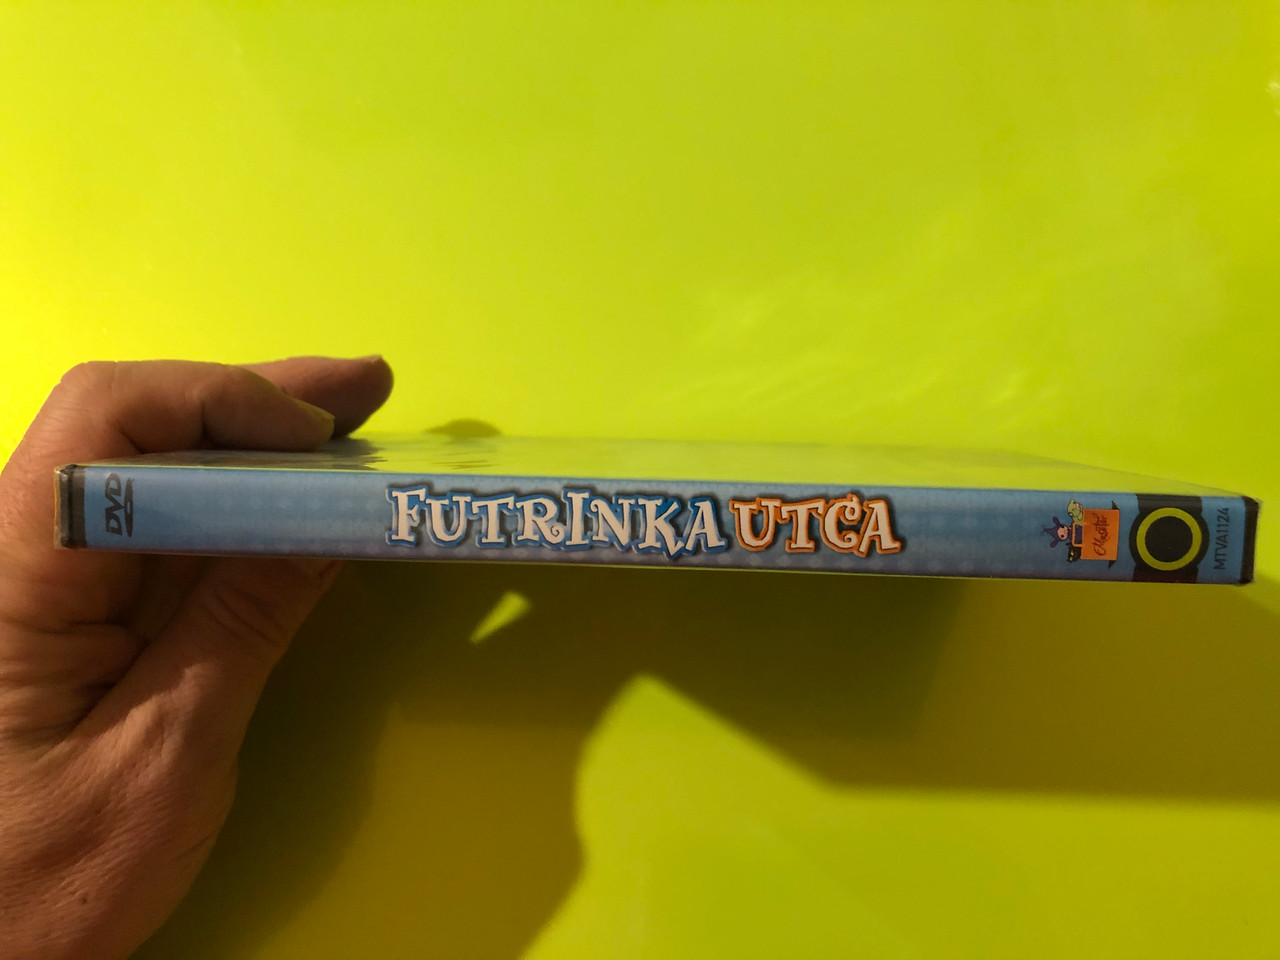 DVD
FUTRINKA UTCA
MTVA1124